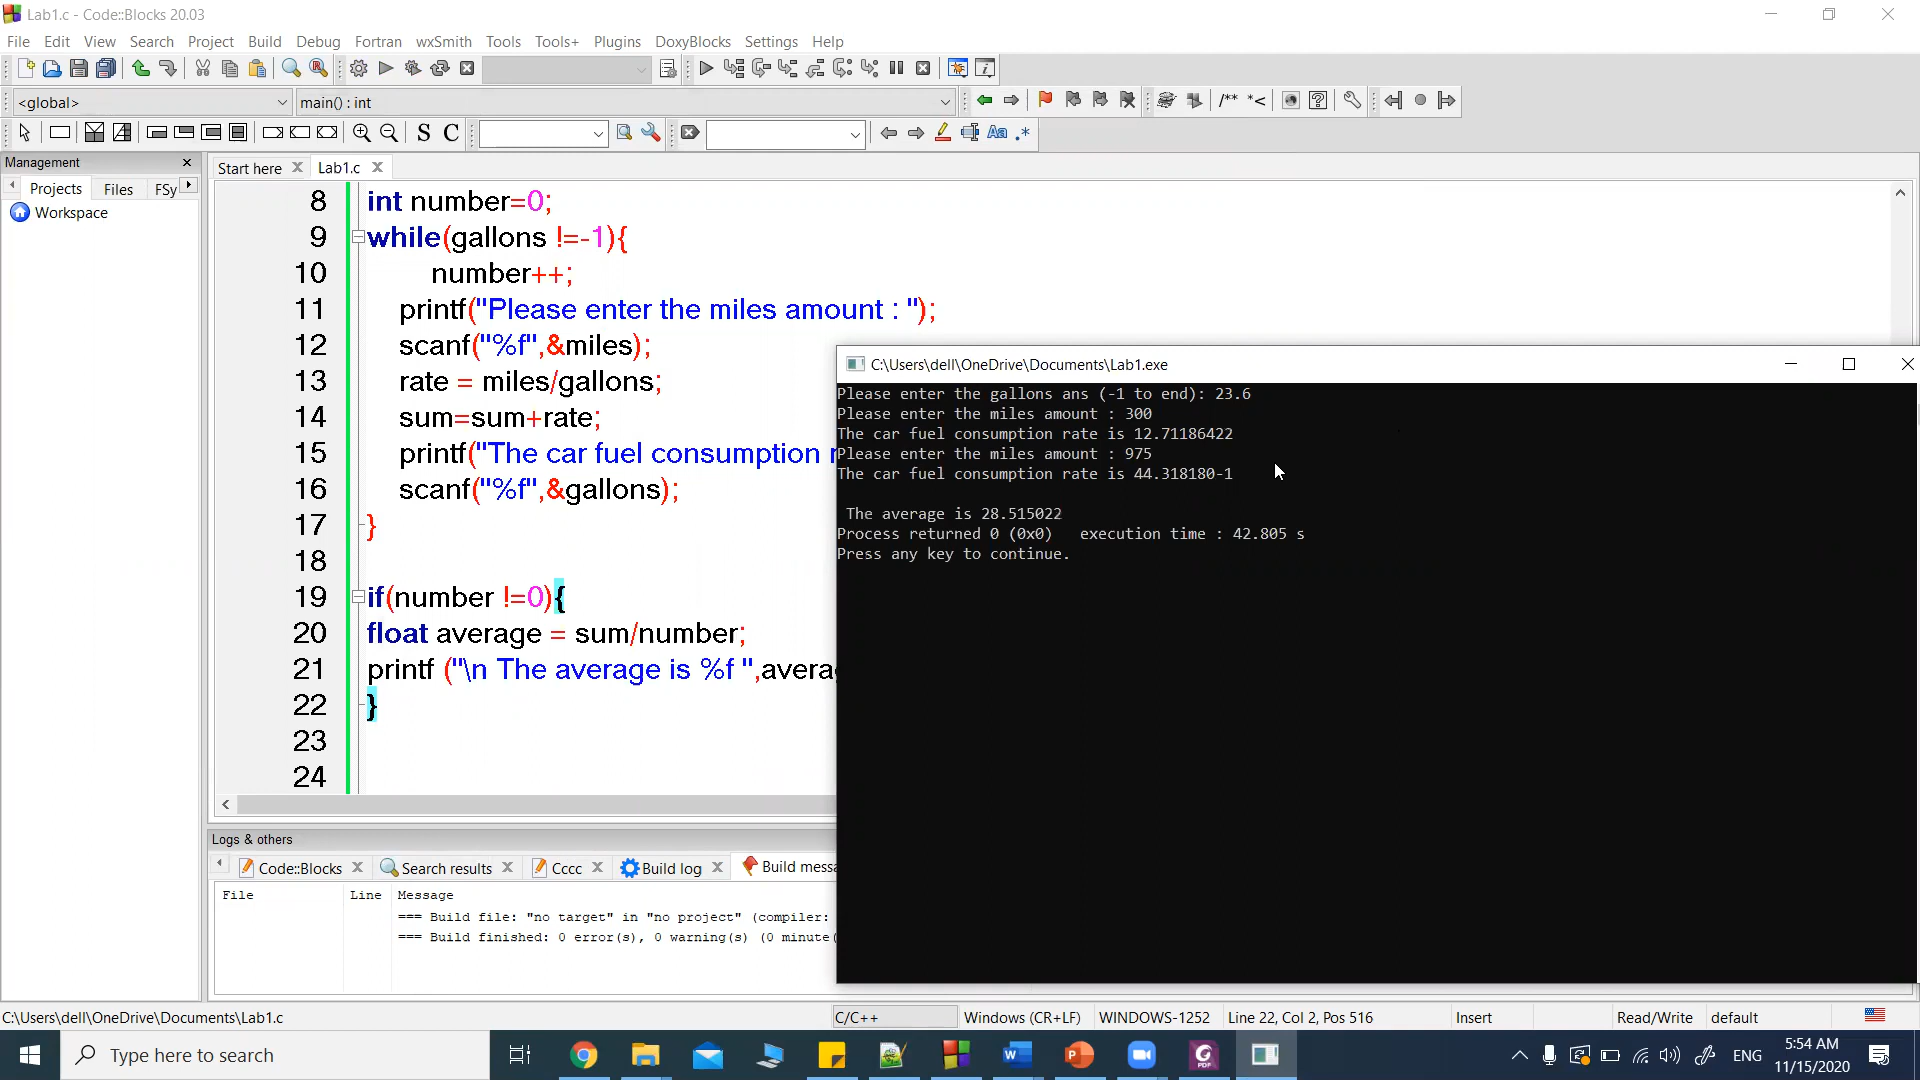 Lab1.c - Code::Blocks 20.03
File Edit View Search Project Build Debug Fortran wxSmith Tools Tools+ Plugins DoxyBlocks Settings Help
<global> main() : int
/** *<
S C Aa .*
Management
Projects Files FSy
Workspace
Start here Lab1.c
8 int number=0;
9 while(gallons !=-1){
10 number++;
11 printf("Please enter the miles amount : ");
12 scanf("%f",&miles);
13 rate = miles/gallons;
14 sum=sum+rate;
15 printf("The car fuel consumption r
16 scanf("%f",&gallons);
17 }
18
19 if(number !=0){
20 float average = sum/number;
21 printf ("\n The average is %f ",avera
22 }
23
24
C:\Users\dell\OneDrive\Documents\Lab1.exe
Please enter the gallons ans (-1 to end): 23.6
Please enter the miles amount : 300
The car fuel consumption rate is 12.71186422
Please enter the miles amount : 975
The car fuel consumption rate is 44.318180-1
The average is 28.515022
Process returned 0 (0x0) execution time : 42.805 s
Press any key to continue.
Logs & others
Code::Blocks Search results Cccc Build log Build messa
File Line Message
=== Build file: "no target" in "no project" (compiler:
=== Build finished: 0 error(s), 0 warning(s) (0 minute(
C:\Users\dell\OneDrive\Documents\Lab1.c C/C++ Windows (CR+LF) WINDOWS-1252 Line 22, Col 2, Pos 516 Insert Read/Write default
Type here to search
ENG
5:54 AM
11/15/2020